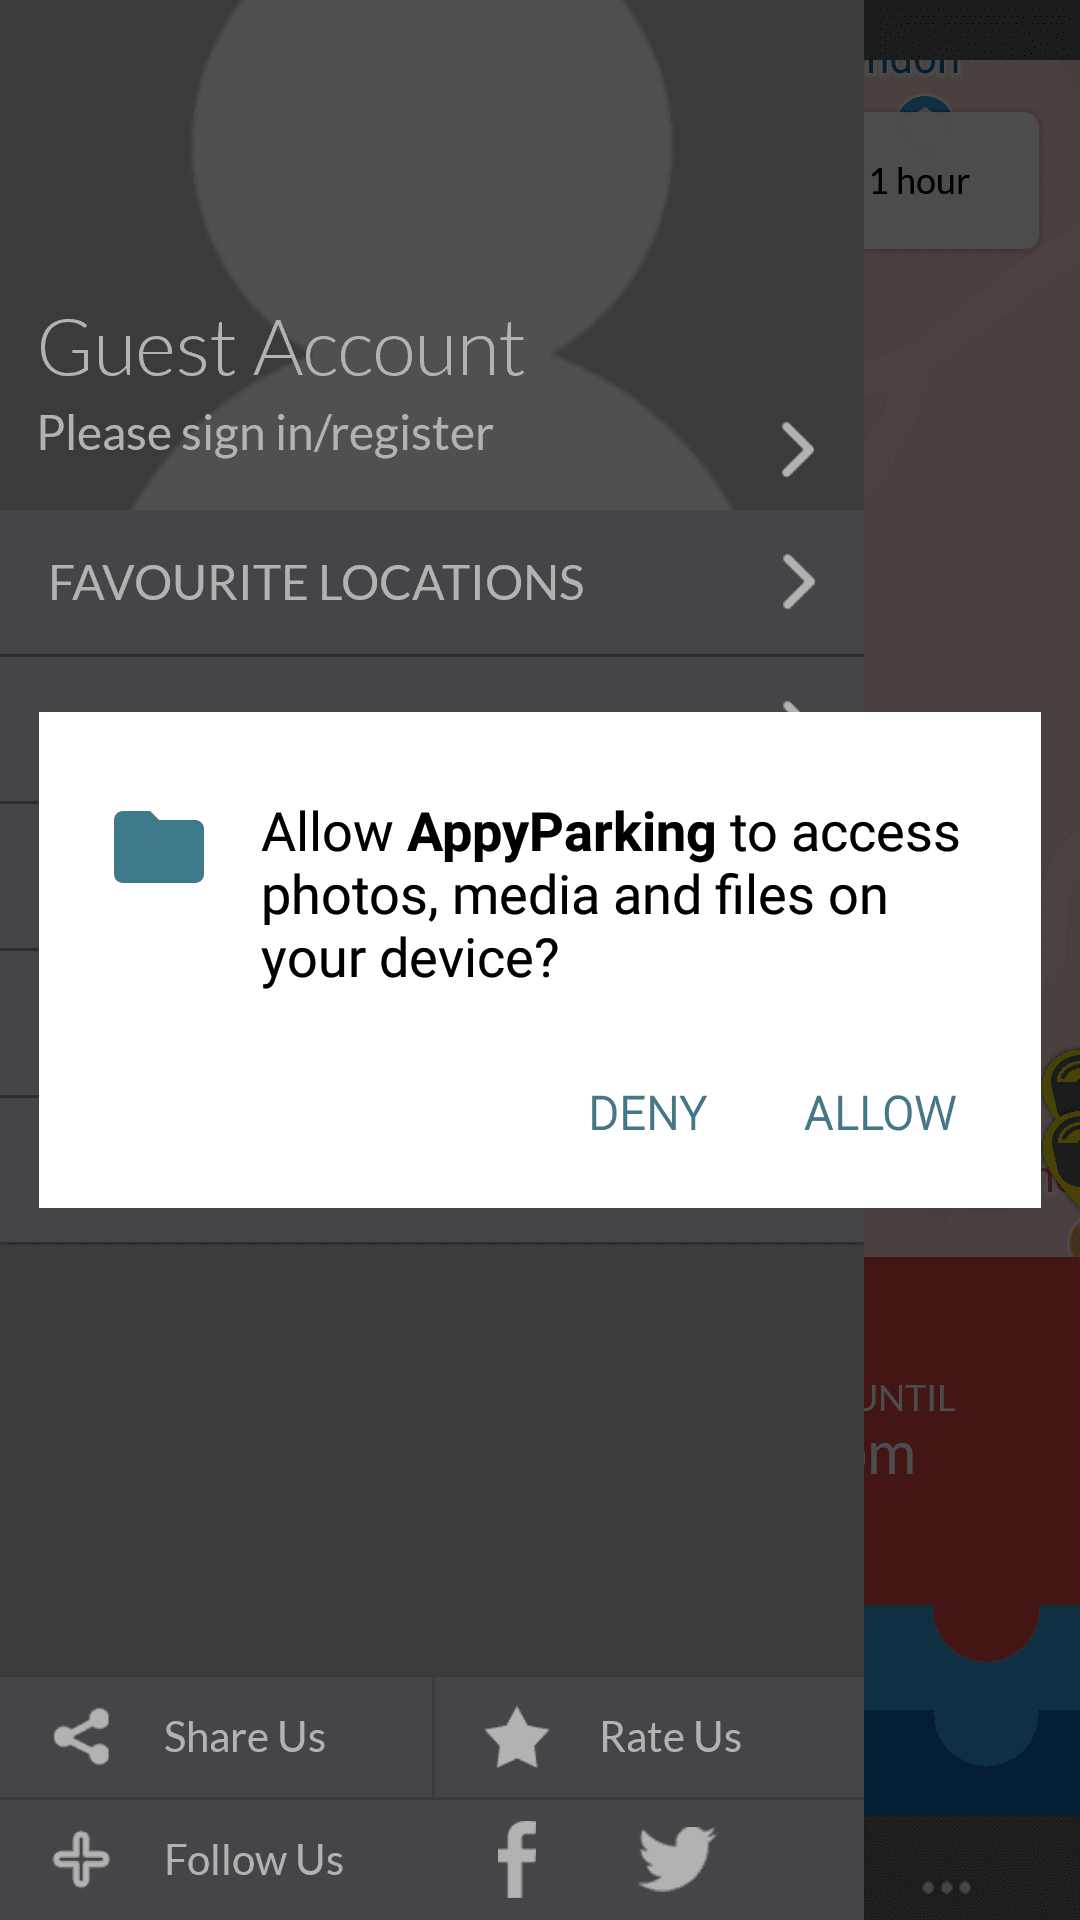 1 hour
Guest Account
Please sign in/register
FAVOURITE LOCATIONS
Allow AppyParking to access
photos, media and files on
your device?
DENY ALLOW
UNTIL
Share Us
Rate Us
Follow Us